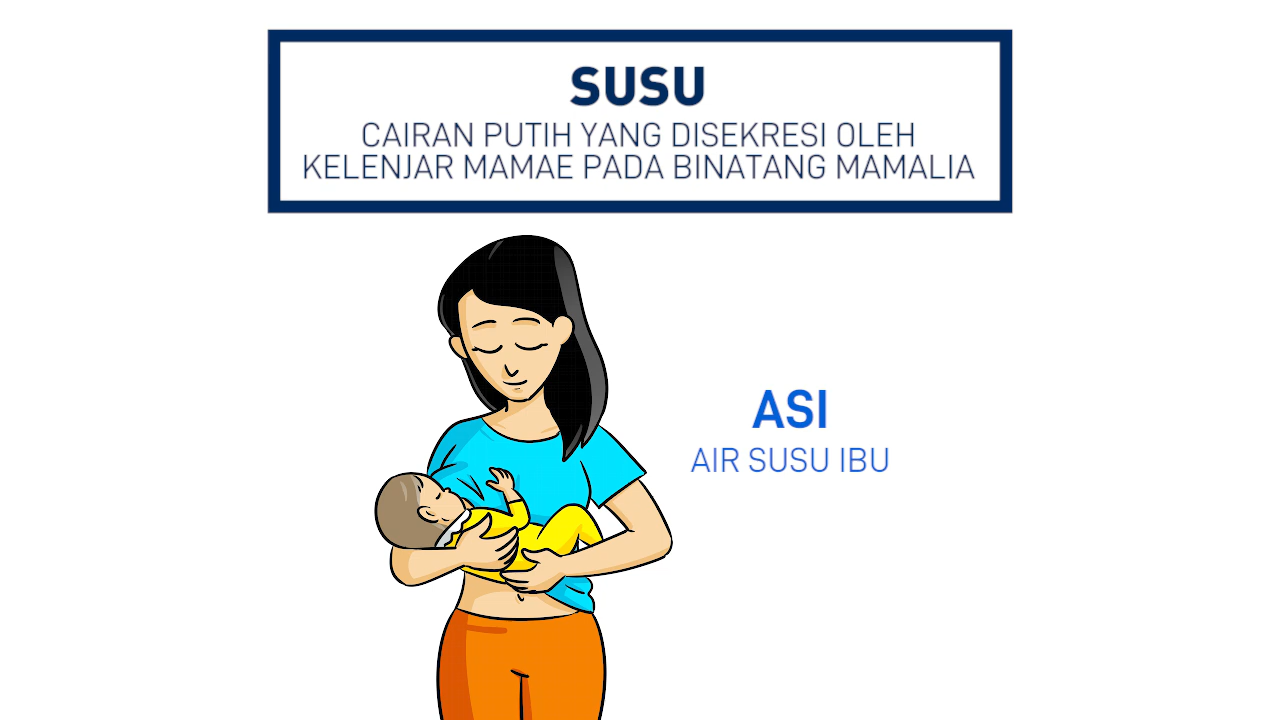 SUSU
CAIRAN PUTIH YANG DISEKRESI OLEH
KELENJAR MAMAE PADA BINATANG MAMALIA
ASI
AIR SUSU IBU